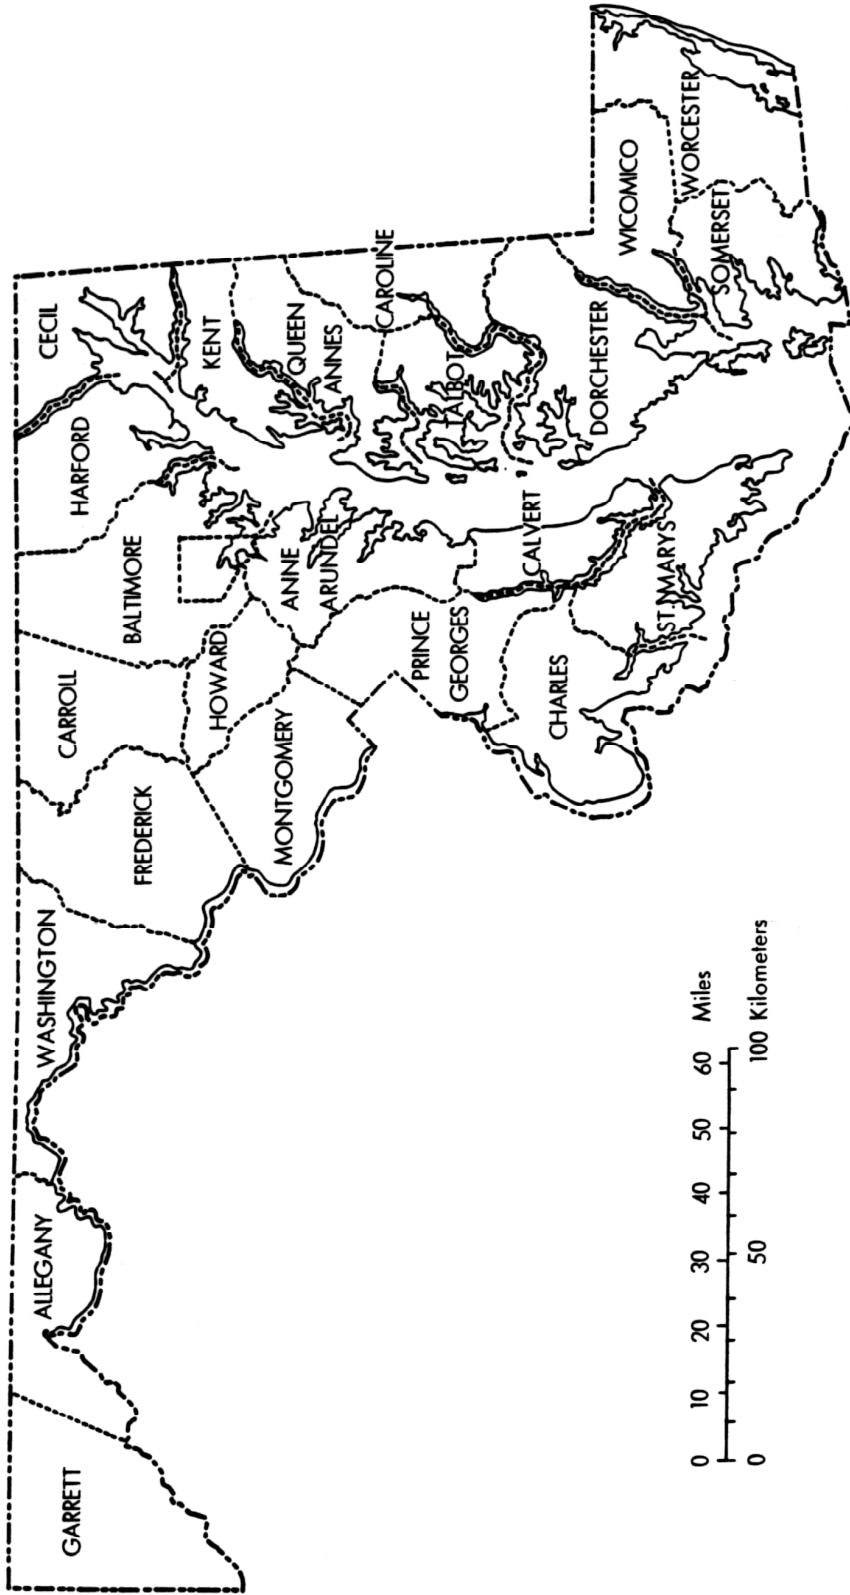 GARRETT
ALLEGANY
WASHINGTON
FREDERICK
CARROLL
BALTIMORE
HARFORD
CECIL
KENT
QUEEN
ANNES
CAROLINE
TALBOT
HOWARD
MONTGOMERY
ANNE
ARUNDEL
PRINCE
GEORGES
CALVERT
CHARLES
ST. MARYS
DORCHESTER
WICOMICO
WORCESTER
SOMERSET
0 10 20 30 40 50 60 Miles
0 50 100 Kilometers